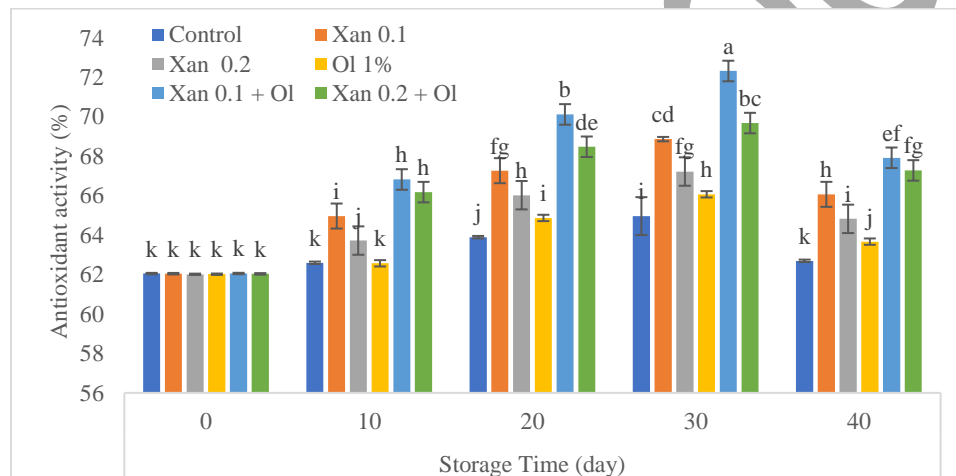 74
72
70
68
66
64
62
60
58
56
Antioxidant activity (%)
Control
Xan 0.1
Xan 0.2
Ol 1%
Xan 0.1 + Ol
Xan 0.2 + Ol
k k k k k k
k i j k h h
j fg h i b de
i cd fg h a bc
k h i j ef fg
0 10 20 30 40
Storage Time (day)